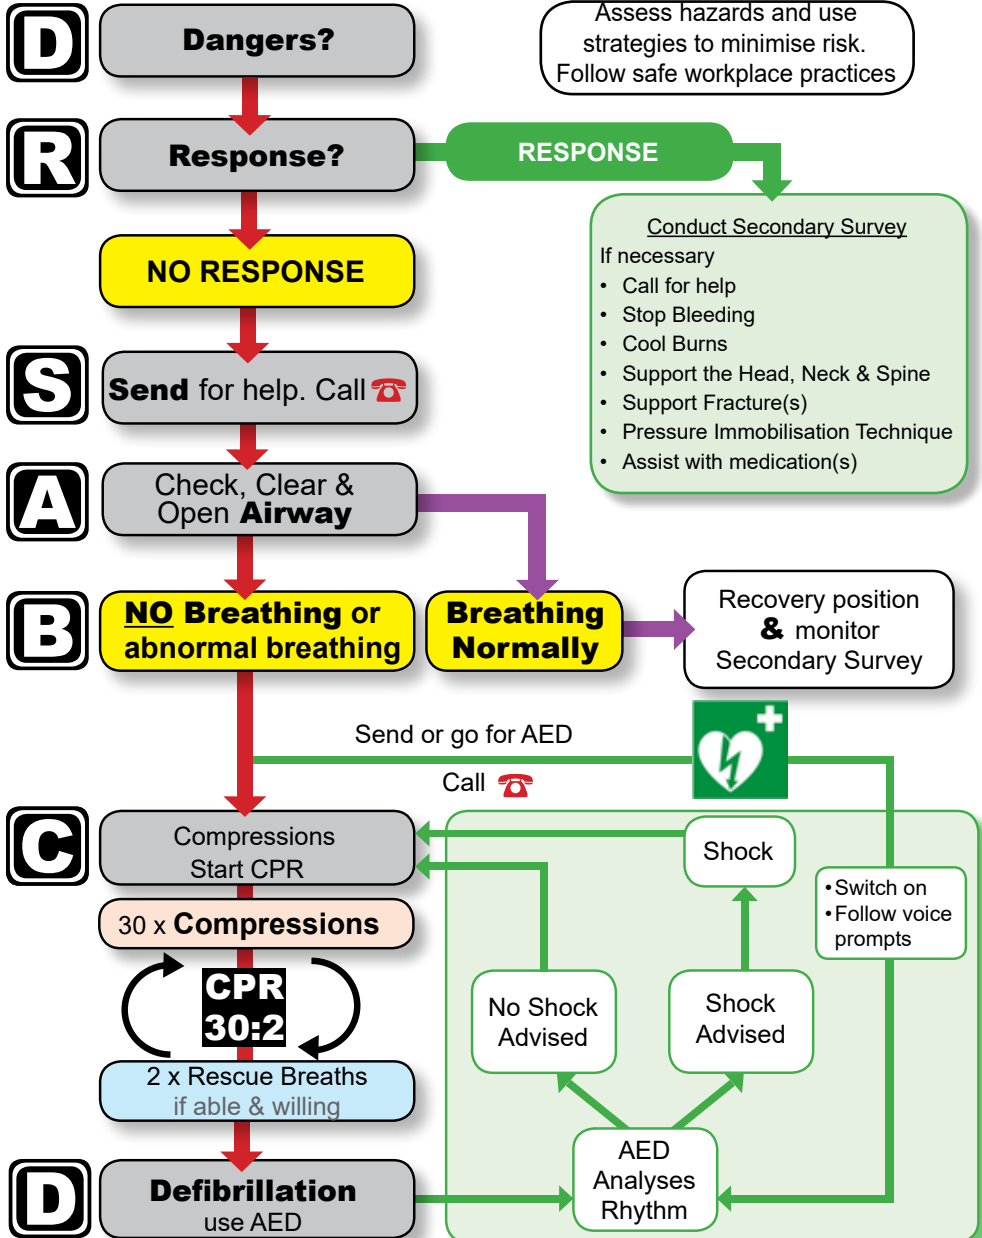 D
Dangers?
Assess hazards and use
strategies to minimise risk.
Follow safe workplace practices
R
Response?
RESPONSE
NO RESPONSE
Conduct Secondary Survey
If necessary
• Call for help
• Stop Bleeding
• Cool Burns
• Support the Head, Neck & Spine
• Support Fracture(s)
• Pressure Immobilisation Technique
• Assist with medication(s)
S
Send for help. Call ☎
A
Check, Clear &
Open Airway
B
NO Breathing or
abnormal breathing
Breathing
Normally
Recovery position
& monitor
Secondary Survey
Send or go for AED
Call ☎
C
Compressions
Start CPR
30 x Compressions
CPR
30:2
2 x Rescue Breaths
if able & willing
Shock
• Switch on
• Follow voice
prompts
No Shock
Advised
Shock
Advised
D
Defibrillation
use AED
AED
Analyses
Rhythm